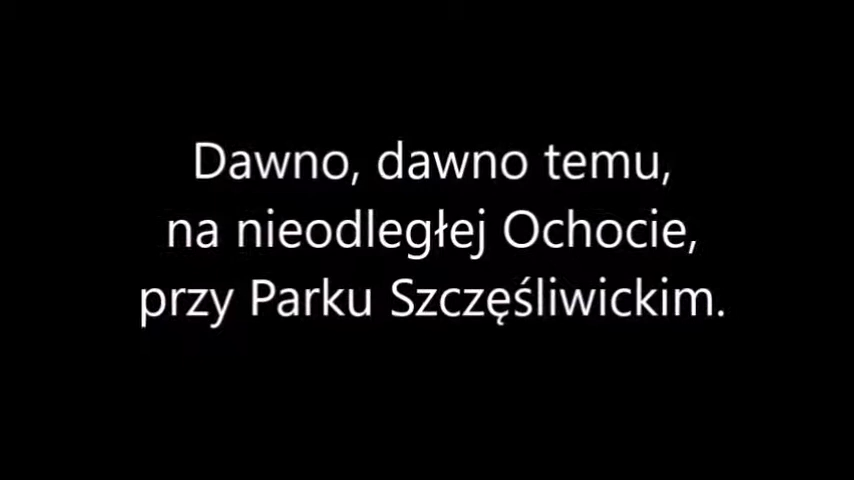 Dawno, dawno temu,
na nieodległej Ochocie,
przy Parku Szczęśliwickim.